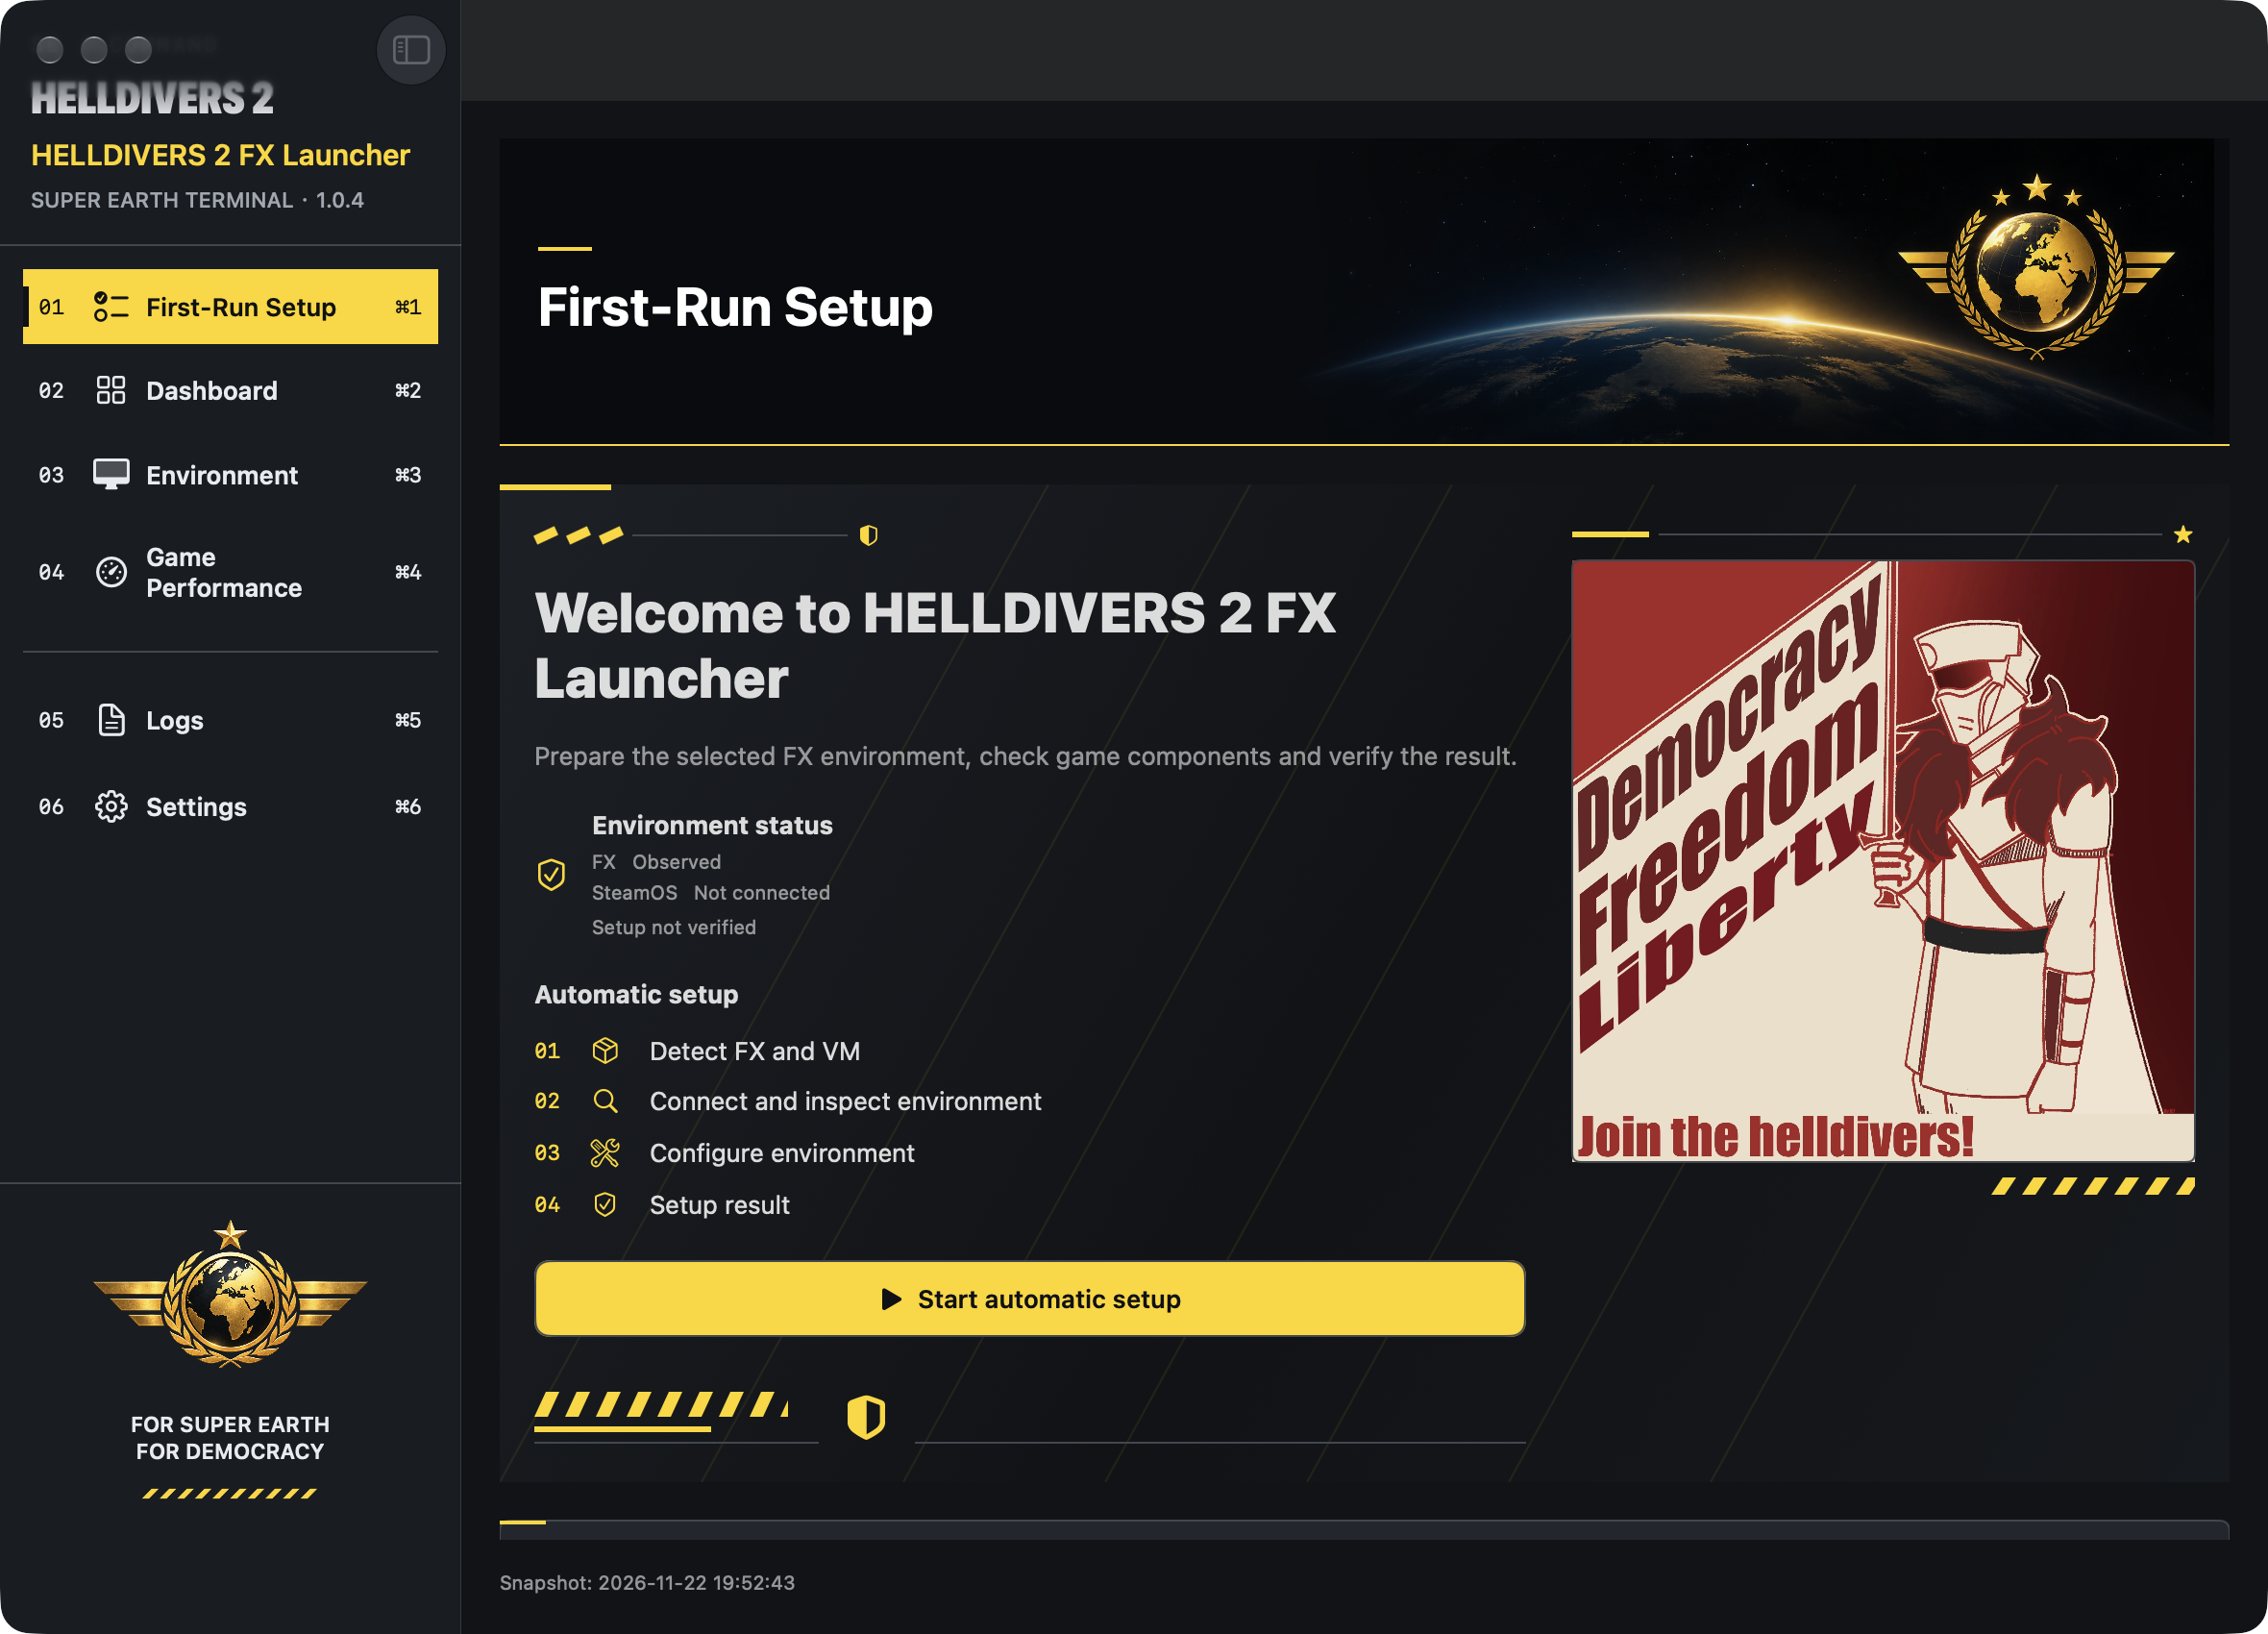 HELLDIVERS 2
HELLDIVERS 2 FX Launcher
SUPER EARTH TERMINAL · 1.0.4
01 First-Run Setup ⌘1
02 Dashboard ⌘2
03 Environment ⌘3
04 Game Performance ⌘4
05 Logs ⌘5
06 Settings ⌘6
FOR SUPER EARTH
FOR DEMOCRACY
First-Run Setup
Welcome to HELLDIVERS 2 FX
Launcher
Prepare the selected FX environment, check game components and verify the result.
Environment status
FX Observed
SteamOS Not connected
Setup not verified
Automatic setup
01 Detect FX and VM
02 Connect and inspect environment
03 Configure environment
04 Setup result
Start automatic setup
Democracy
Freedom
Liberty
Join the helldivers!
Snapshot: 2026-11-22 19:52:43